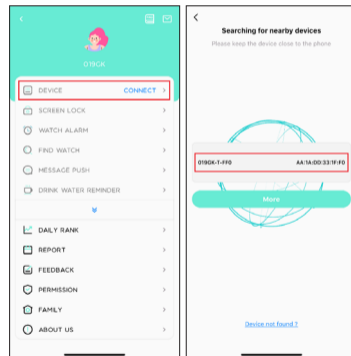 019GK
DEVICE CONNECT
SCREEN LOCK
WATCH ALARM
FIND WATCH
MESSAGE PUSH
DRINK WATER REMINDER
DAILY RANK
REPORT
FEEDBACK
PERMISSION
FAMILY
ABOUT US
Searching for nearby devices
Please keep the device close to the phone
019GK-T-FF0 AA:1A:DD:33:1F:F0
More
Device not found ?